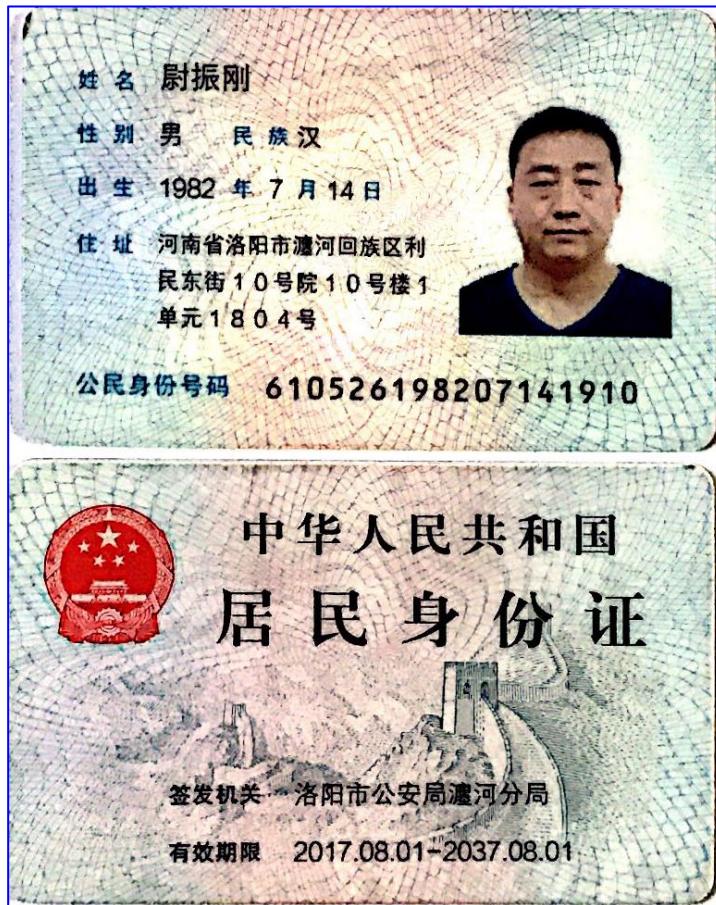 姓名 尉振刚
性别 男 民族 汉
出生 1982 年 7 月 14 日
住址 河南省洛阳市瀍河回族区利
民东街10号院10号楼1
单元1804号
公民身份号码 610526198207141910
中华人民共和国
居民身份证
签发机关 洛阳市公安局瀍河分局
有效期限 2017.08.01-2037.08.01